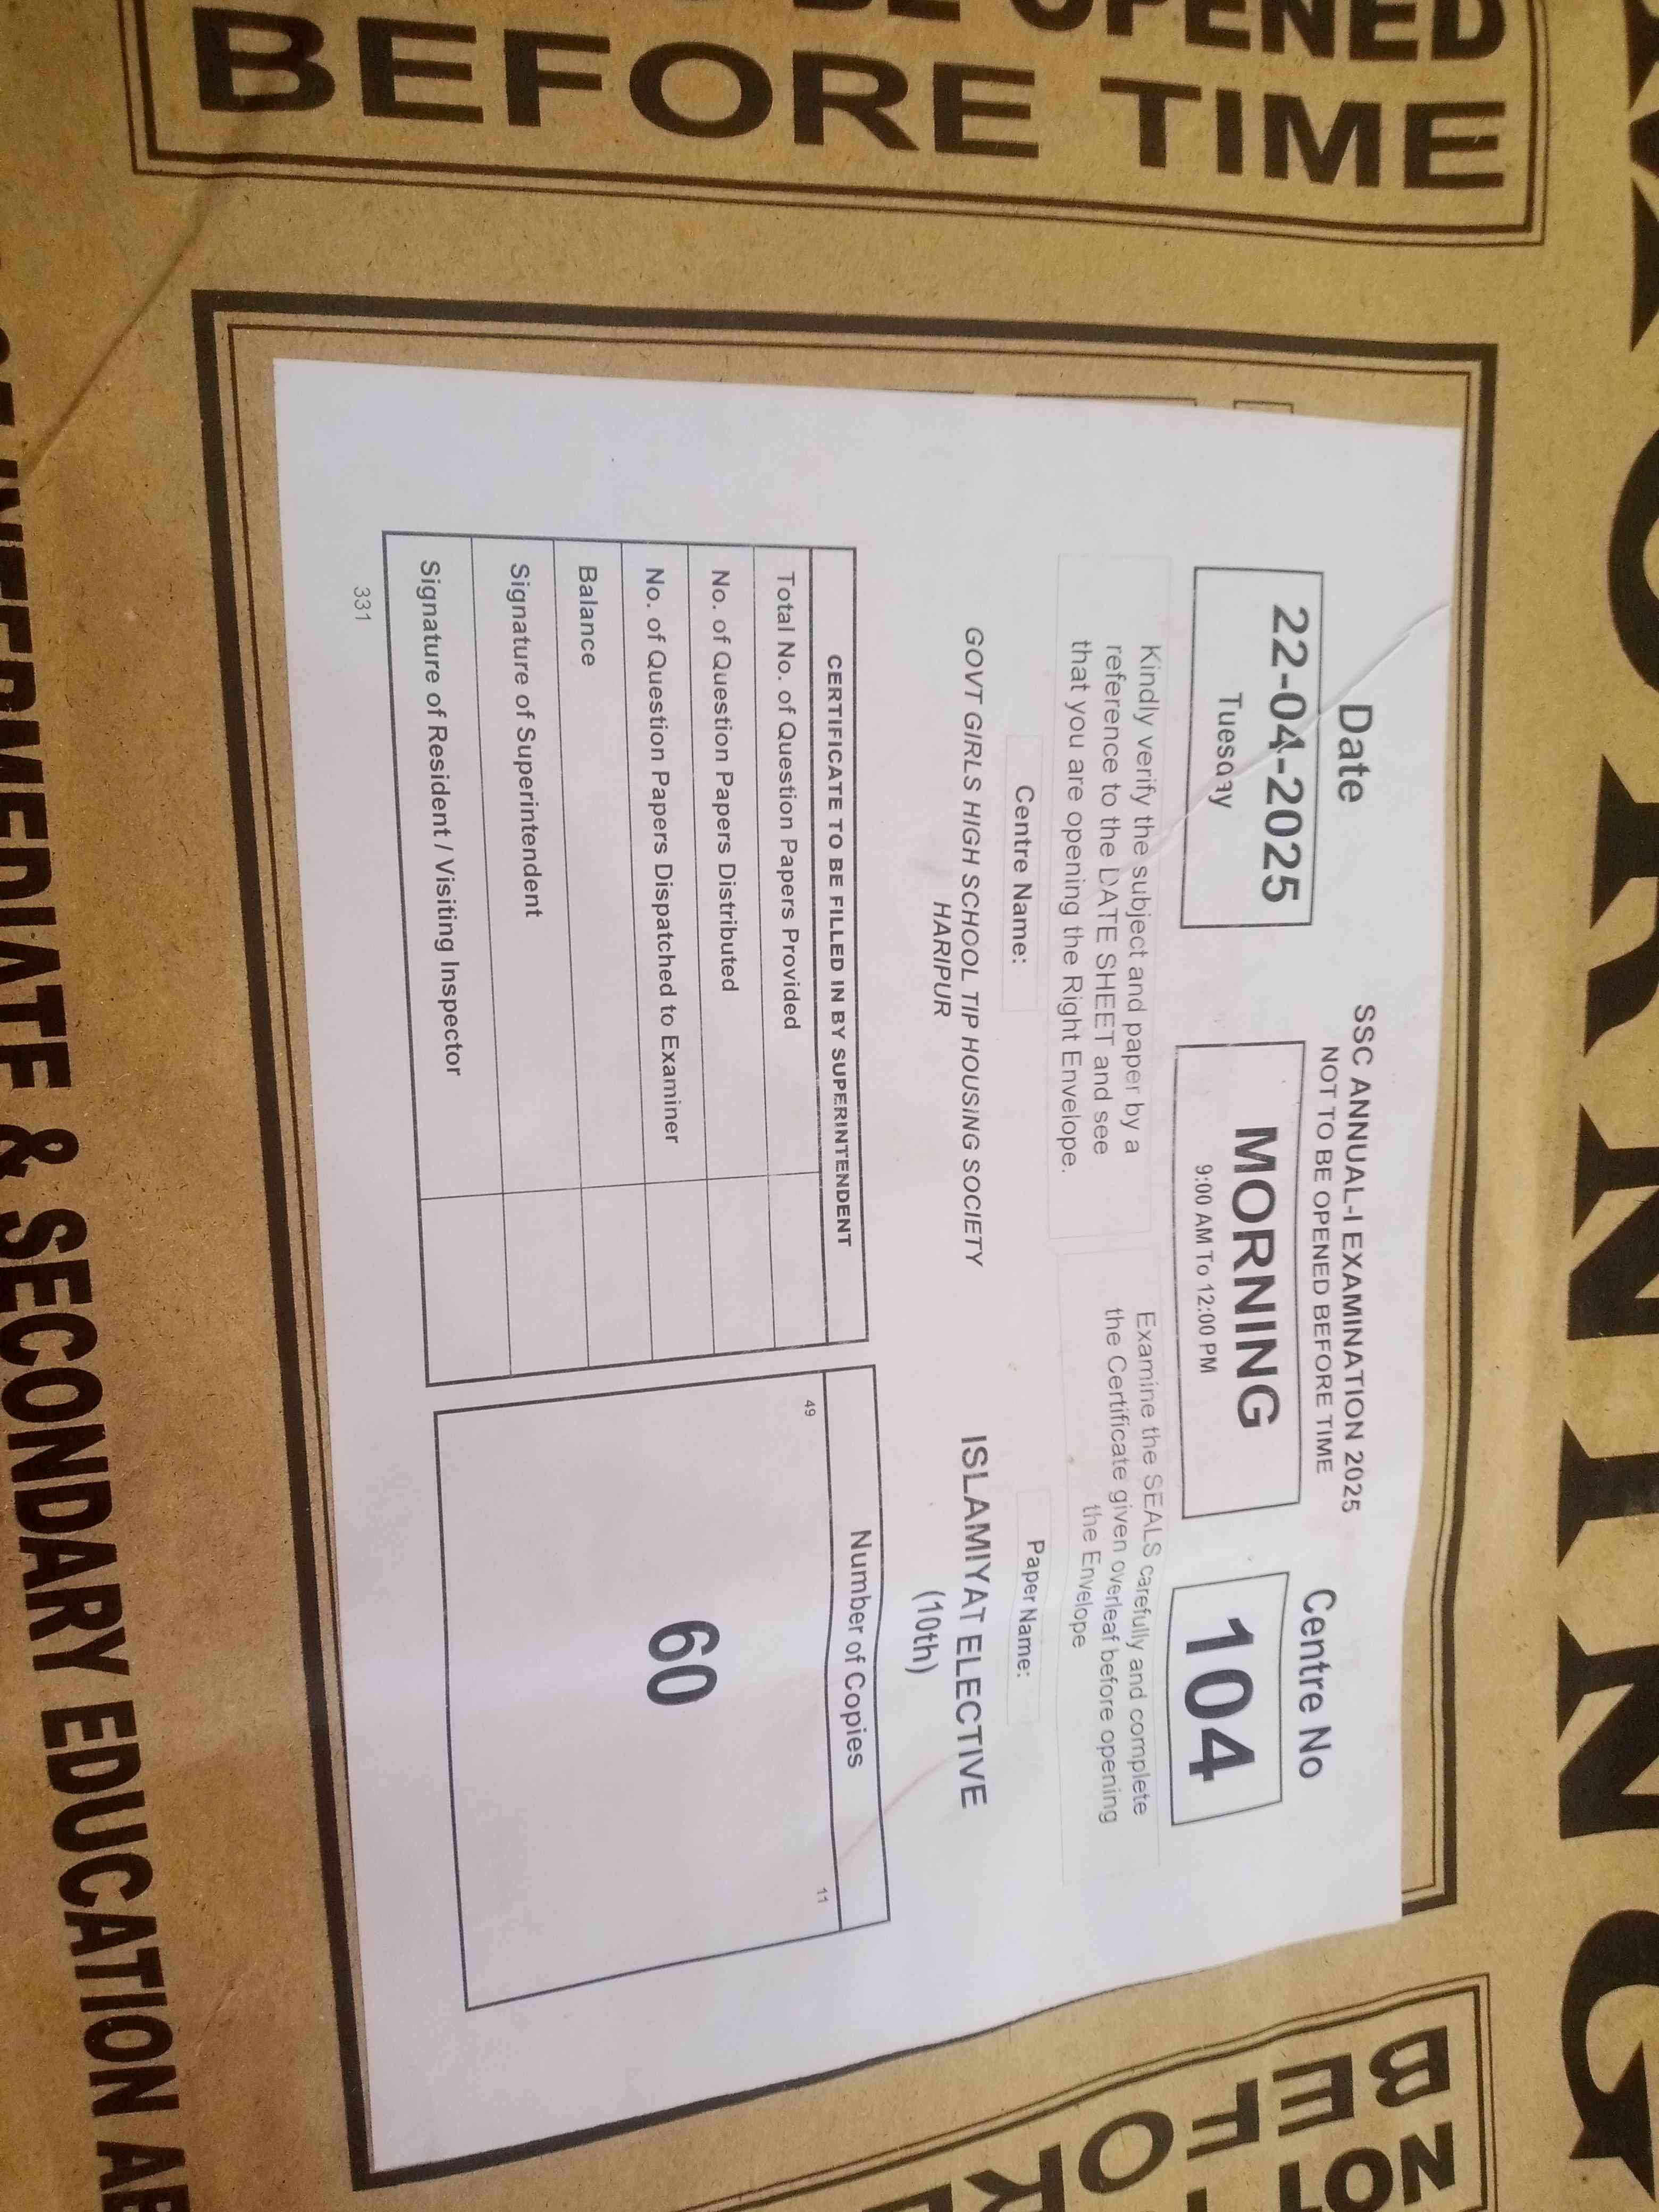 MORNING
OPENED
BEFORE TIME
SSC ANNUAL-I EXAMINATION 2025
NOT TO BE OPENED BEFORE TIME
Date
22-04-2025
Tuesday
MORNING
9:00 AM To 12:00 PM
Centre No
104
Kindly verify the subject and paper by a
reference to the DATE SHEET and see
that you are opening the Right Envelope.
Examine the SEALS carefully and complete
the Certificate given overleaf before opening
the Envelope
Centre Name:
GOVT GIRLS HIGH SCHOOL TIP HOUSING SOCIETY
HARIPUR
Paper Name:
ISLAMIYAT ELECTIVE
(10th)
CERTIFICATE TO BE FILLED IN BY SUPERINTENDENT
Total No. of Question Papers Provided
No. of Question Papers Distributed
No. of Question Papers Dispatched to Examiner
Balance
Signature of Superintendent
Signature of Resident / Visiting Inspector
331
Number of Copies
49
11
60
INTERMEDIATE & SECONDARY EDUCATION